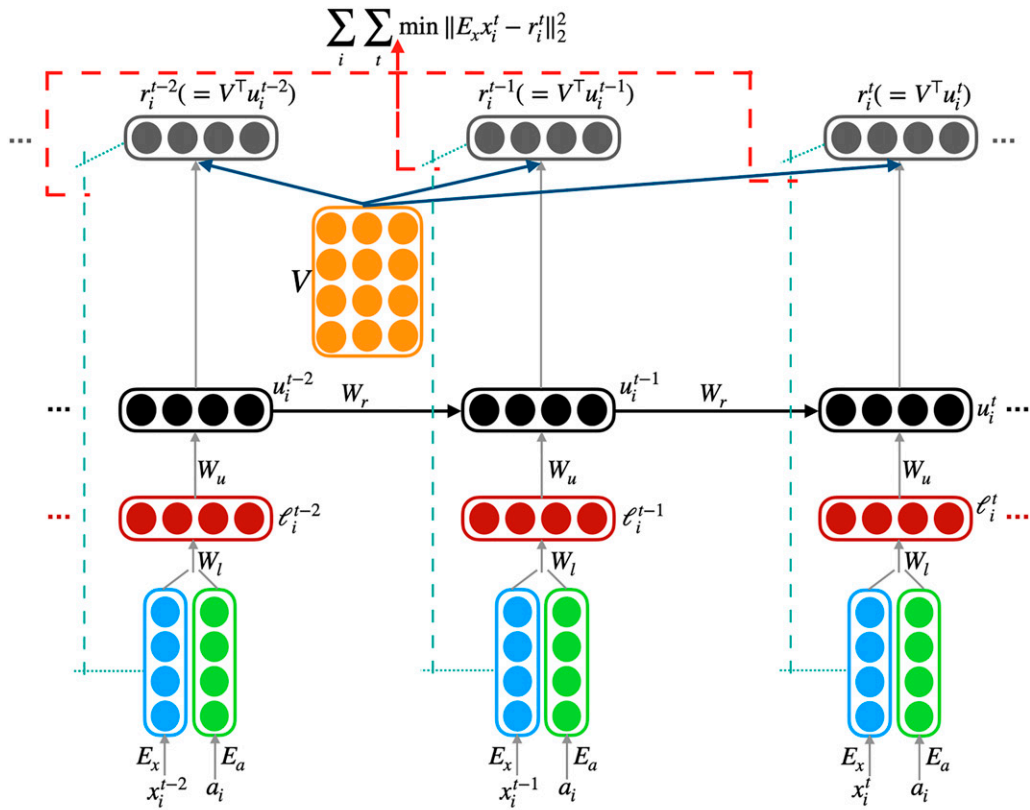 ∑_i ∑_t min ‖E_x x_i^t − r_i^t‖_2^2
r_i^{t−2}(= V^⊤ u_i^{t−2}) r_i^{t−1}(= V^⊤ u_i^{t−1}) r_i^t(= V^⊤ u_i^t)
... ...
V
u_i^{t−2} u_i^{t−1}
... W_r W_r u_i^t ...
W_u W_u W_u
... ℓ_i^{t−2} ℓ_i^{t−1} ℓ_i^t ...
W_l W_l W_l
E_x E_a E_x E_a E_x E_a
x_i^{t−2} a_i x_i^{t−1} a_i x_i^t a_i